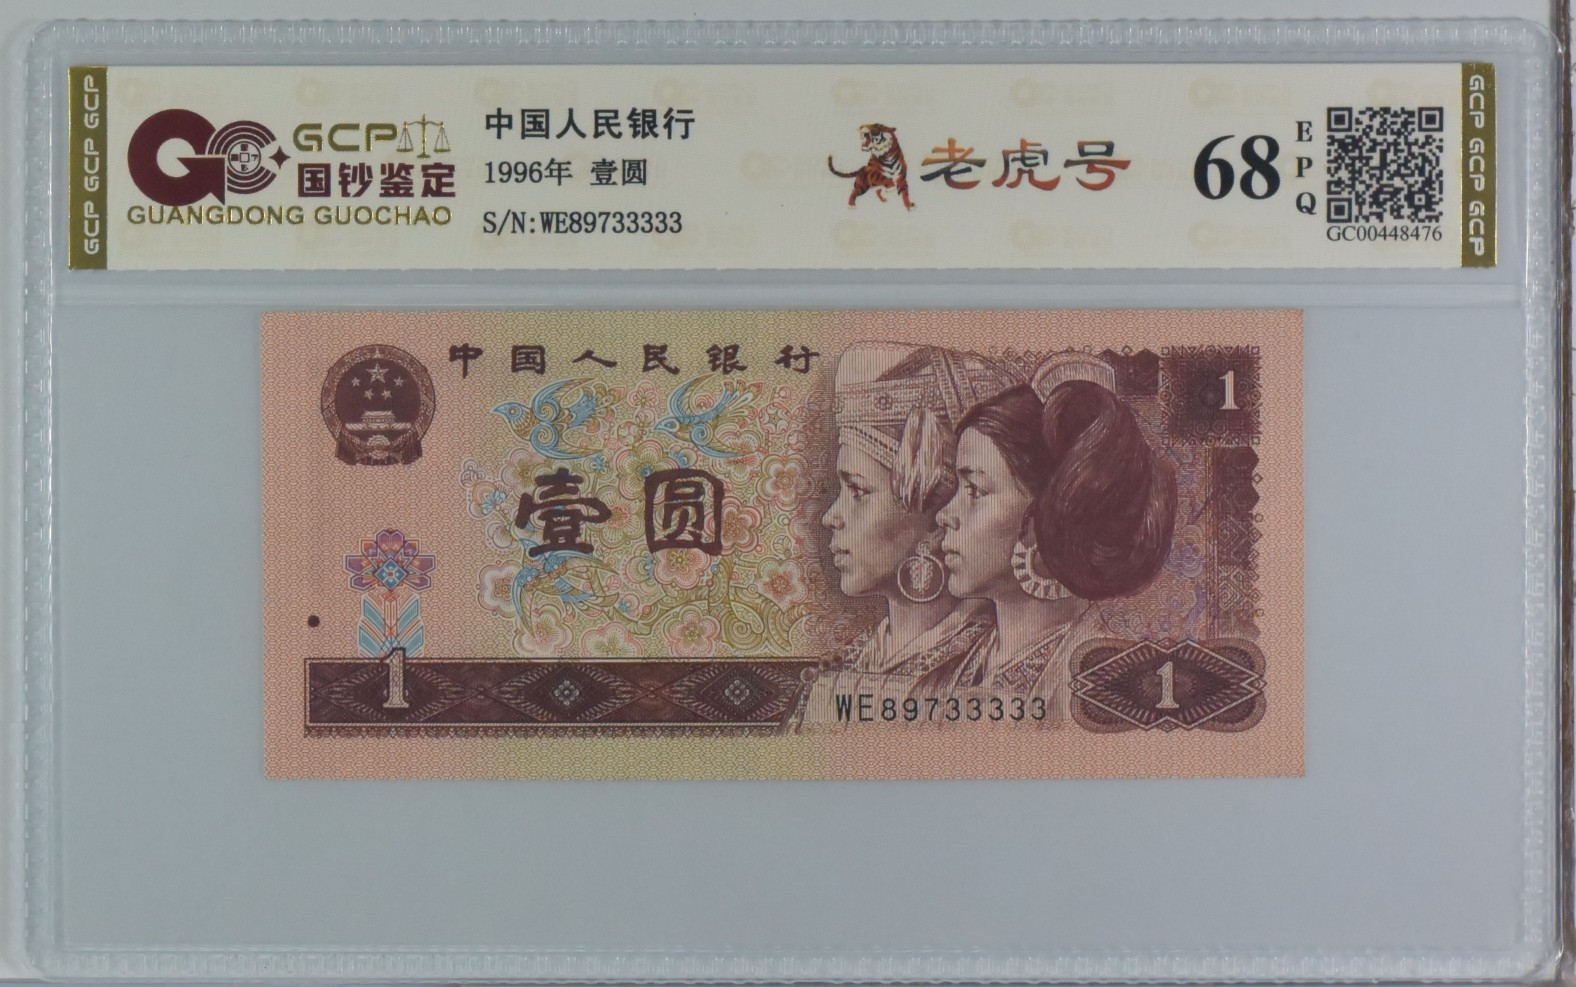 GCP GCP GCP
GCP
国钞鉴定
GUANGDONG GUOCHAO
中国人民银行
1996年 壹圆
S/N:WE89733333
老虎号
68
EPQ
GC00448476
GCP GCP GCP
中国人民银行
1
壹圆
1
WE89733333
1